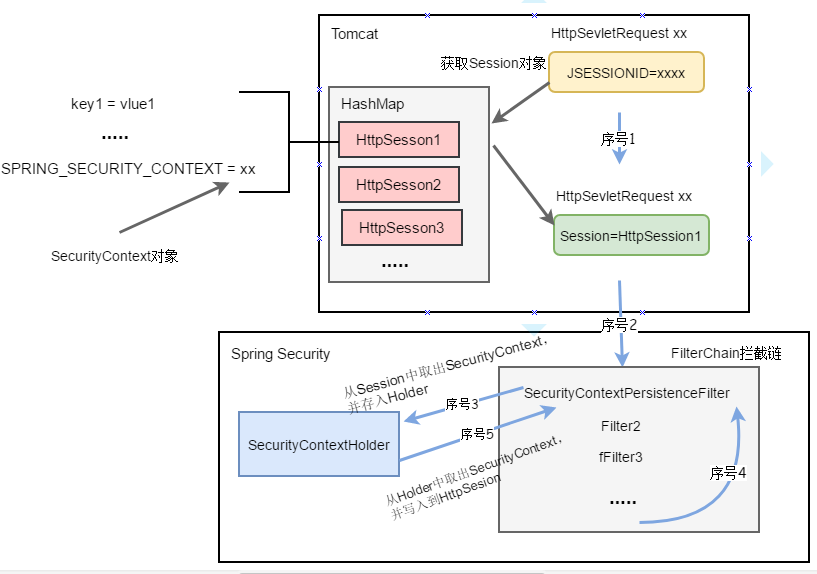 Tomcat
HttpSevletRequest xx
获取Session对象
JSESSIONID=xxxx
HashMap
key1 = vlue1
.....
SPRING_SECURITY_CONTEXT = xx
SecurityContext对象
HttpSesson1
HttpSesson2
HttpSesson3
.....
序号1
HttpSevletRequest xx
Session=HttpSession1
序号2
Spring Security
FilterChain拦截链
从Session中取出SecurityContext,
并存入Holder
序号3
SecurityContextPersistenceFilter
SecurityContextHolder
序号5
Filter2
fFilter3
序号4
.....
从Holder中取出SecurityContext,
并写入到HttpSesion